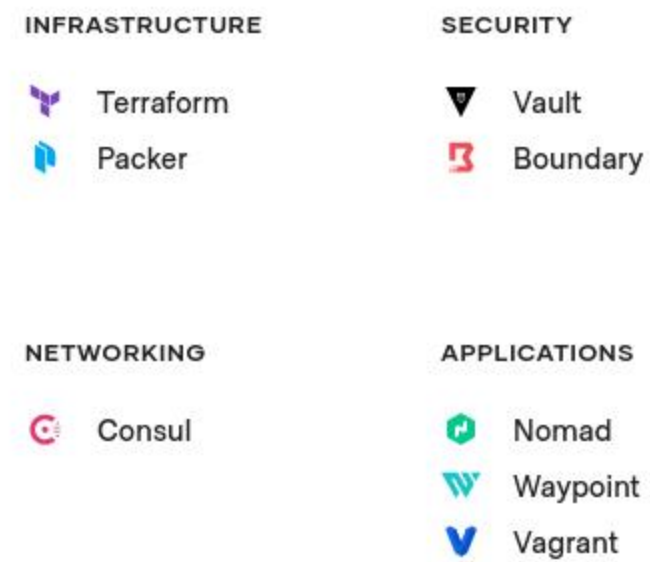 INFRASTRUCTURE
Terraform
Packer
SECURITY
Vault
Boundary
NETWORKING
Consul
APPLICATIONS
Nomad
Waypoint
Vagrant